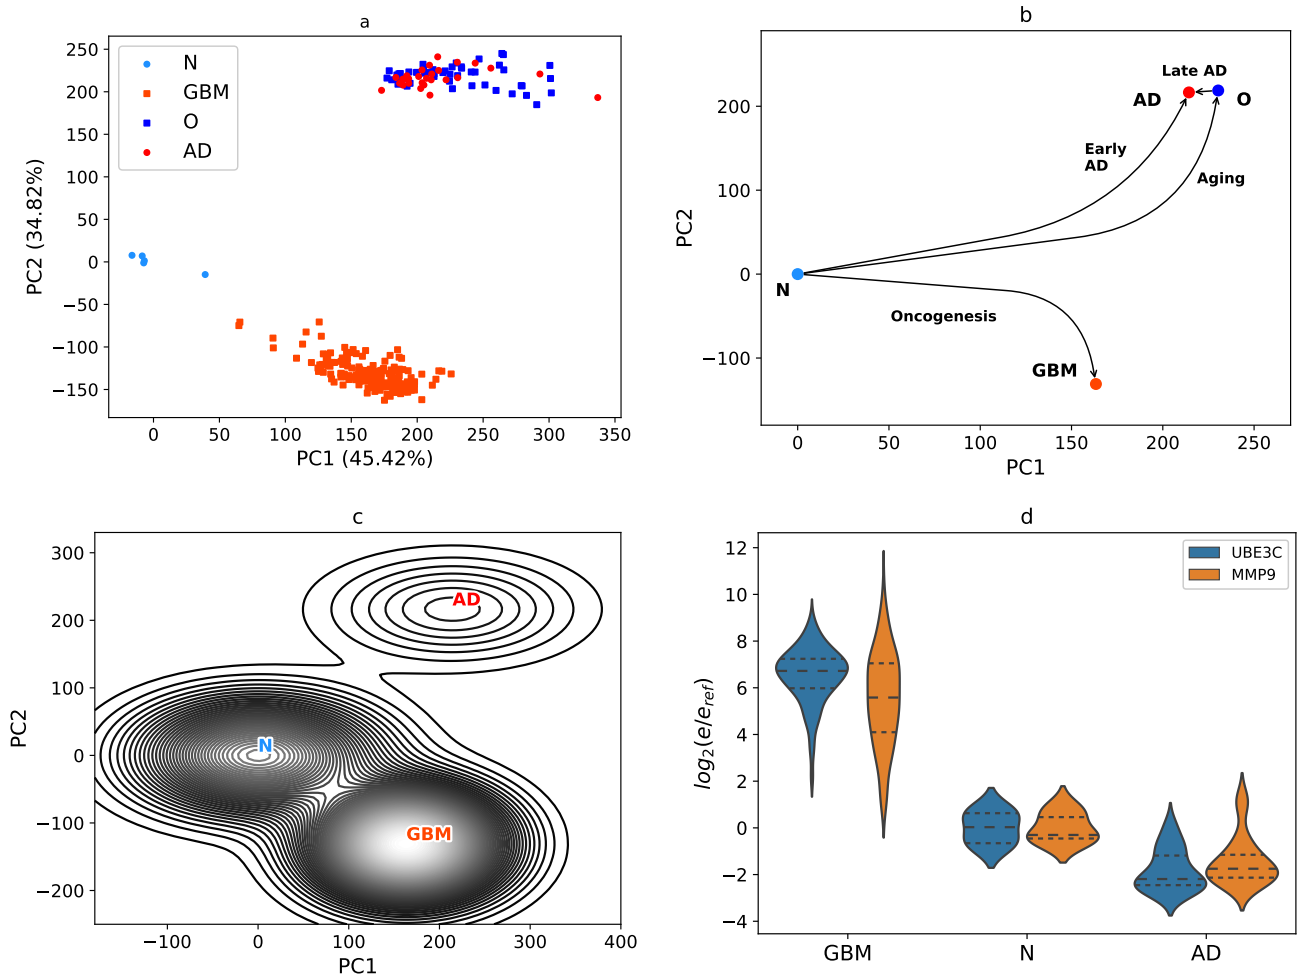 a
250
200
150
100
50
0
−50
−100
−150
0
50
100
150
200
250
300
350
PC1 (45.42%)
PC2 (34.82%)
N
GBM
O
AD
b
200
100
0
−100
0
50
100
150
200
250
PC1
PC2
Late AD
AD
O
Early
AD
Aging
N
Oncogenesis
GBM
c
300
200
100
0
−100
−200
−100
0
100
200
300
400
PC1
PC2
AD
N
GBM
d
12
10
8
6
4
2
0
−2
−4
log2(e/eref)
GBM
N
AD
UBE3C
MMP9